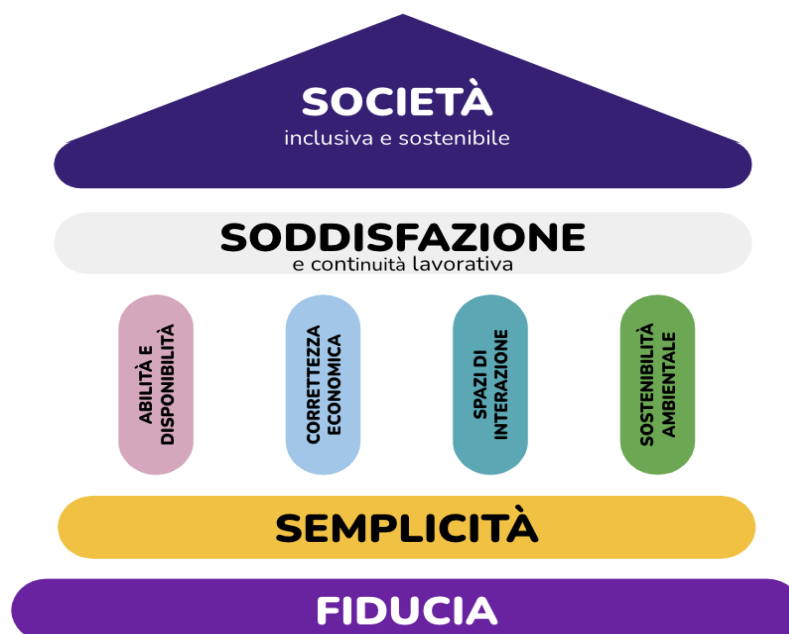 SOCIETÀ
inclusiva e sostenibile
SODDISFAZIONE
e continuità lavorativa
ABILITÀ E
DISPONIBILITÀ
CORRETTEZZA
ECONOMICA
SPAZI DI
INTERAZIONE
SOSTENIBILITÀ
AMBIENTALE
SEMPLICITÀ
FIDUCIA